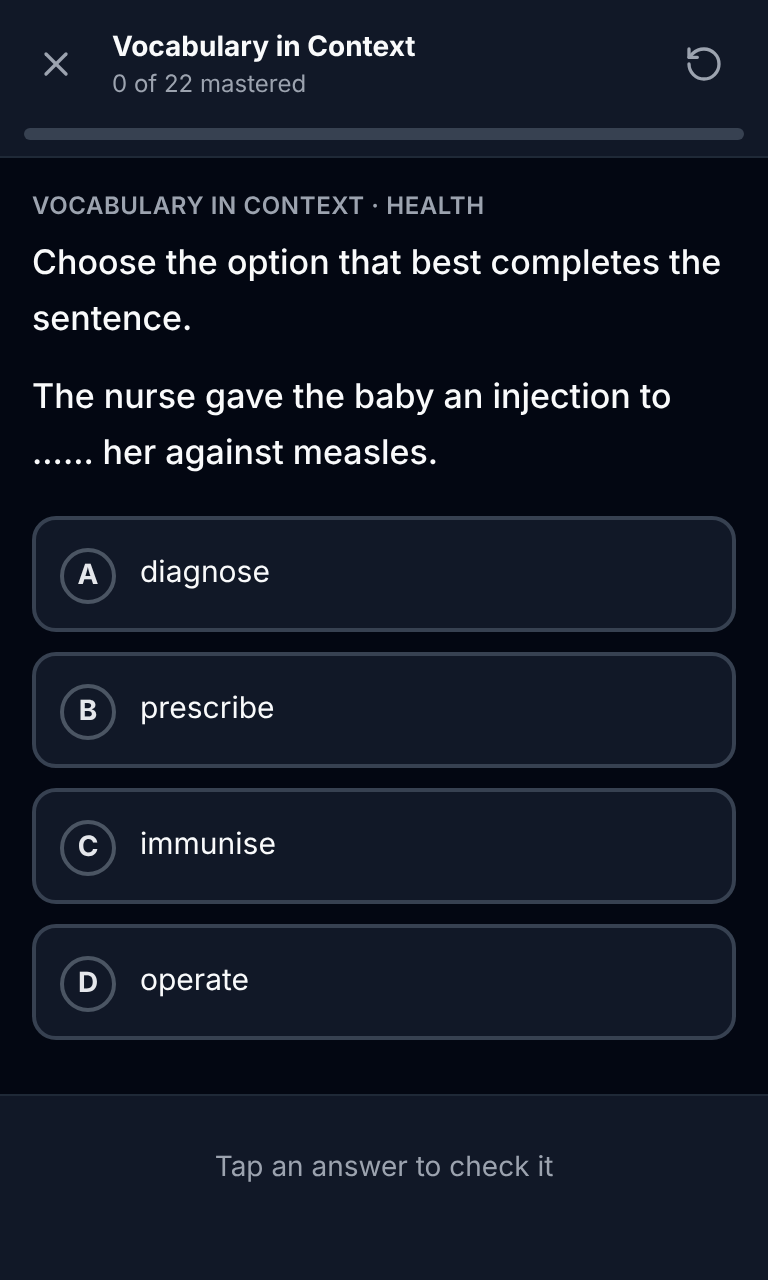 Vocabulary in Context
0 of 22 mastered
VOCABULARY IN CONTEXT · HEALTH
Choose the option that best completes the
sentence.
The nurse gave the baby an injection to
...... her against measles.
A diagnose
B prescribe
C immunise
D operate
Tap an answer to check it